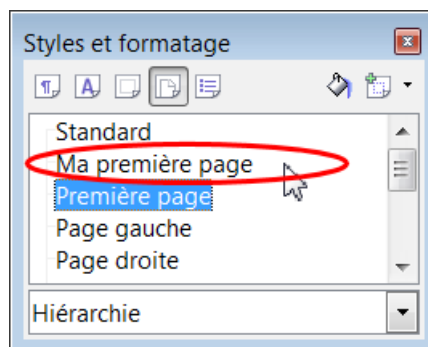 Styles et formatage
Standard
Ma première page
Première page
Page gauche
Page droite
Hiérarchie